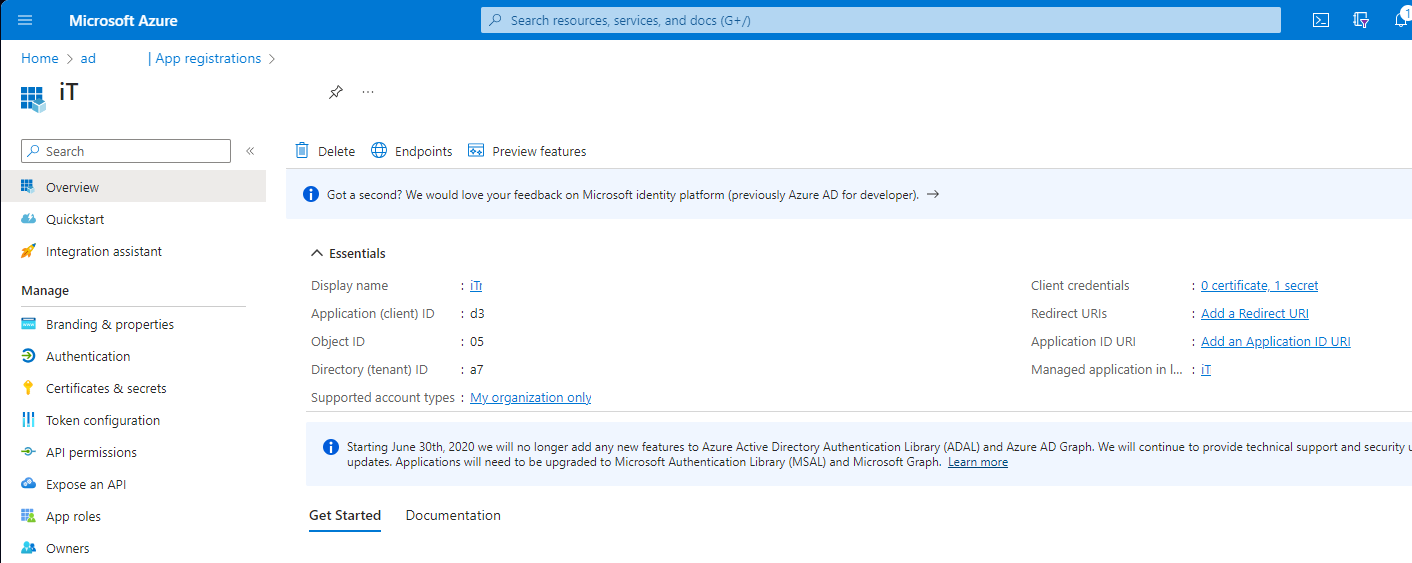 Microsoft Azure
Search resources, services, and docs (G+/)
1
Home > ad | App registrations >
iT
Search
«
Delete
Endpoints
Preview features
Overview
Quickstart
Integration assistant
Manage
Branding & properties
Authentication
Certificates & secrets
Token configuration
API permissions
Expose an API
App roles
Owners
Got a second? We would love your feedback on Microsoft identity platform (previously Azure AD for developer). →
Essentials
Display name : iTr
Application (client) ID : d3
Object ID : 05
Directory (tenant) ID : a7
Supported account types : My organization only
Client credentials : 0 certificate, 1 secret
Redirect URIs : Add a Redirect URI
Application ID URI : Add an Application ID URI
Managed application in l... : iT
Starting June 30th, 2020 we will no longer add any new features to Azure Active Directory Authentication Library (ADAL) and Azure AD Graph. We will continue to provide technical support and security u
updates. Applications will need to be upgraded to Microsoft Authentication Library (MSAL) and Microsoft Graph. Learn more
Get Started
Documentation